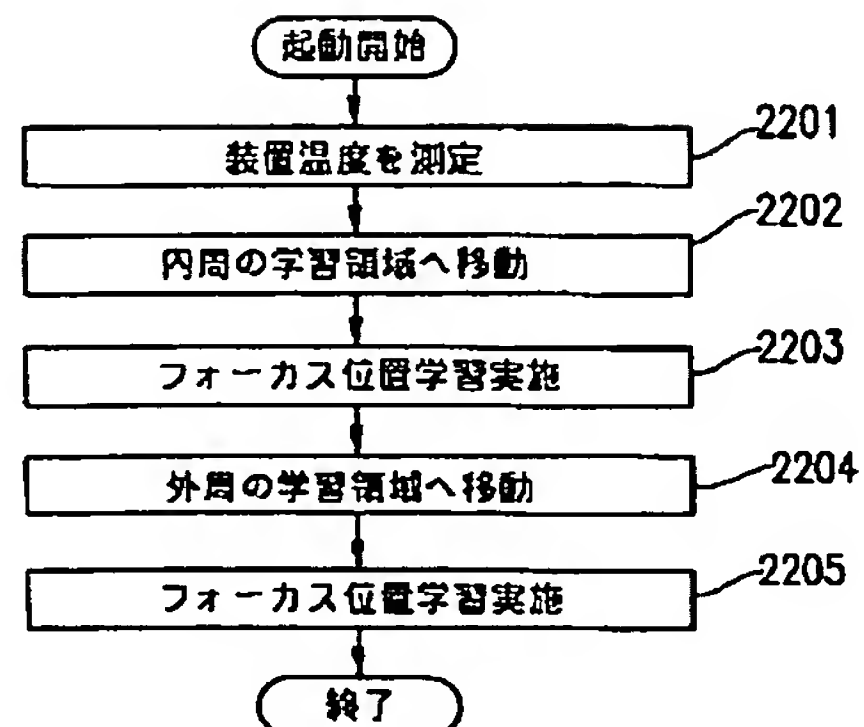 起動開始
装置温度を測定
2201
内周の学習領域へ移動
2202
フォーカス位置学習実施
2203
外周の学習領域へ移動
2204
フォーカス位置学習実施
2205
終了